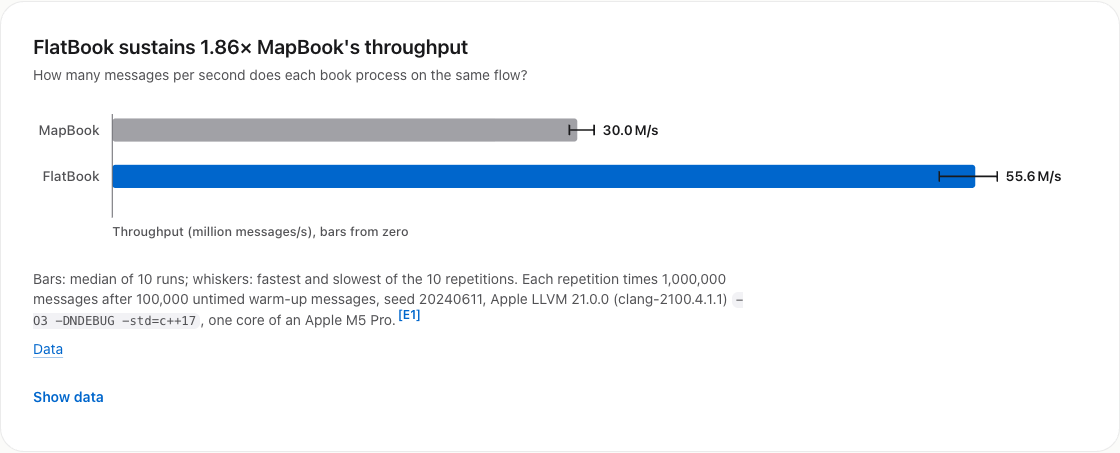 FlatBook sustains 1.86× MapBook's throughput
How many messages per second does each book process on the same flow?
MapBook
30.0 M/s
FlatBook
55.6 M/s
Throughput (million messages/s), bars from zero
Bars: median of 10 runs; whiskers: fastest and slowest of the 10 repetitions. Each repetition times 1,000,000
messages after 100,000 untimed warm-up messages, seed 20240611, Apple LLVM 21.0.0 (clang-2100.4.1.1) -
O3 -DNDEBUG -std=c++17, one core of an Apple M5 Pro. [E1]
Data
Show data